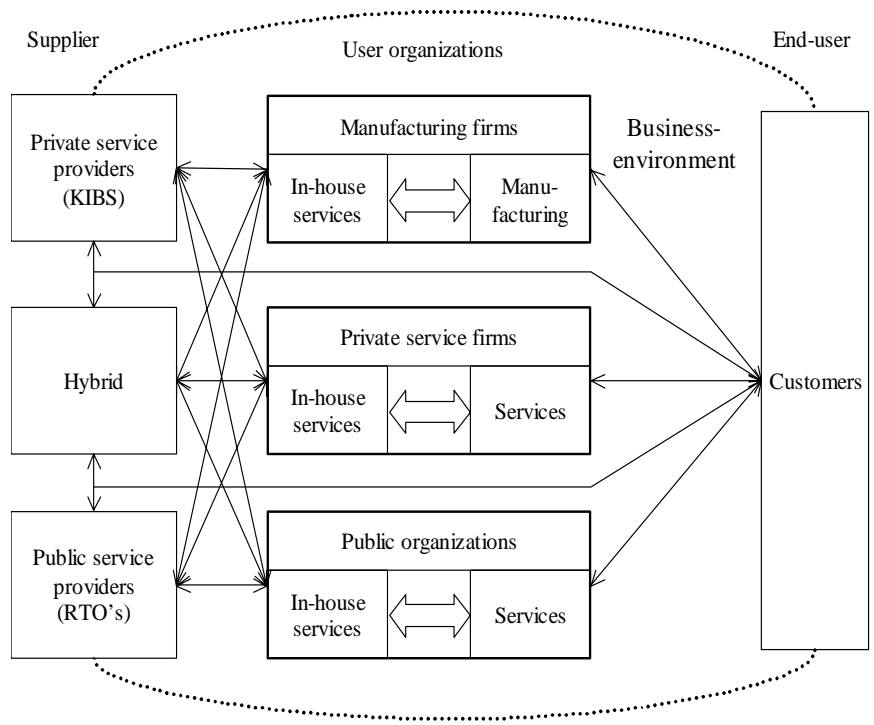 Supplier
User organizations
End-user
Private service
providers
(KIBS)
Manufacturing firms
In-house
services
Manu-
facturing
Business-
environment
Hybrid
Private service firms
In-house
services
Services
Customers
Public service
providers
(RTO's)
Public organizations
In-house
services
Services